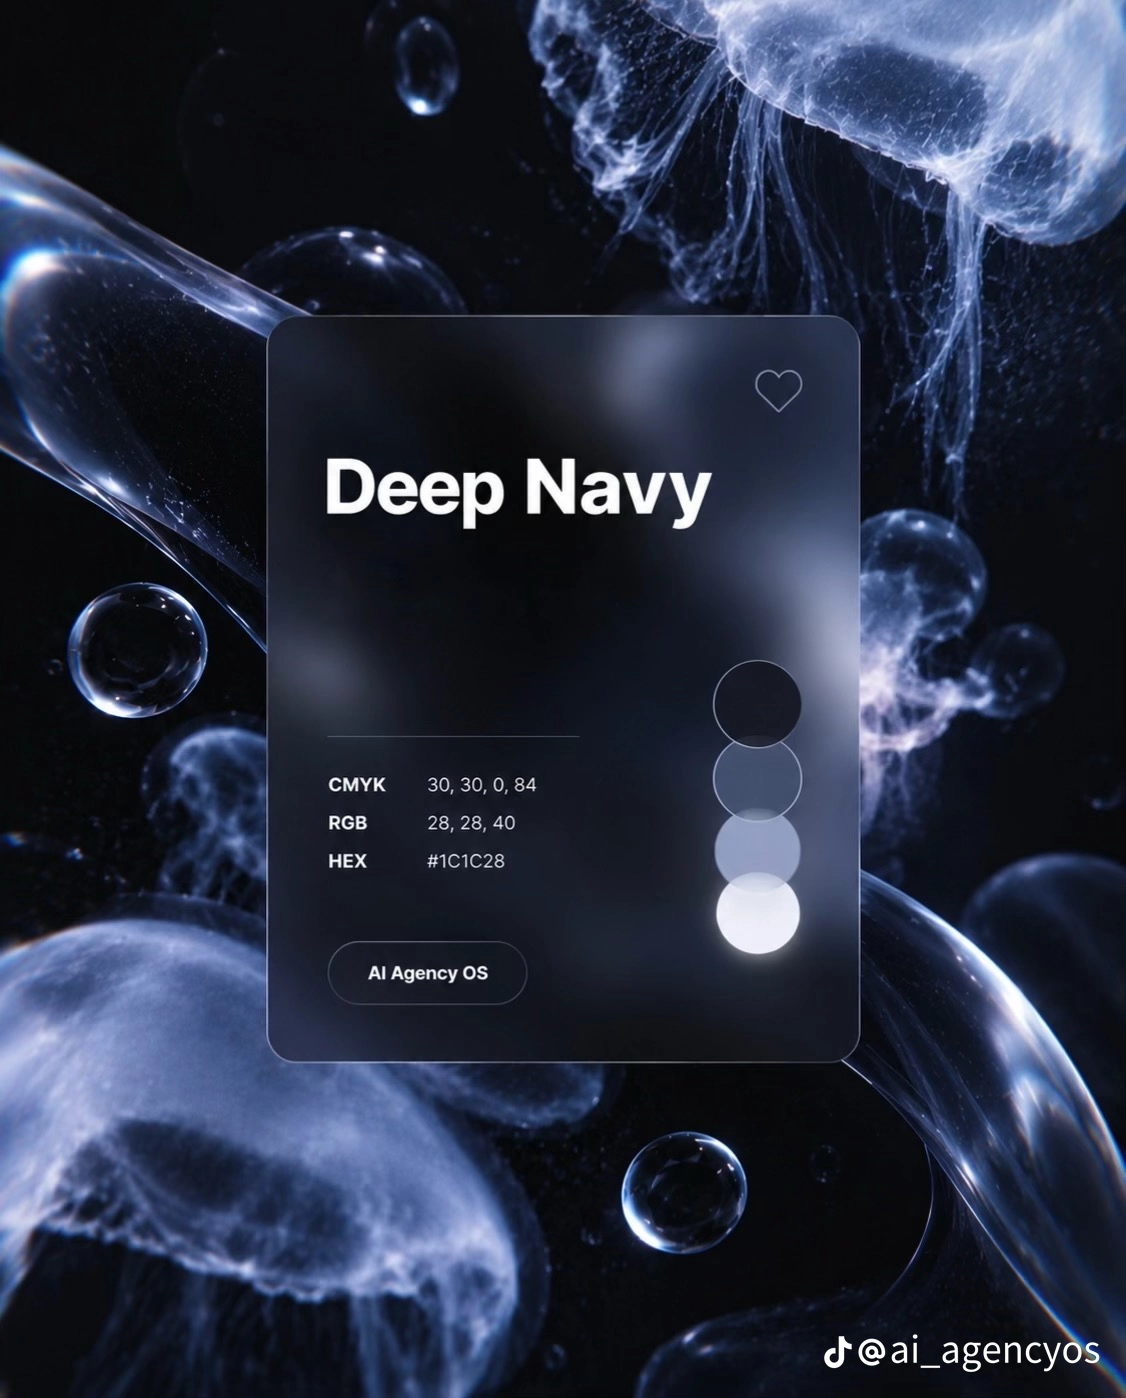 Deep Navy
CMYK 30, 30, 0, 84
RGB 28, 28, 40
HEX #1C1C28
AI Agency OS
@ai_agencyos